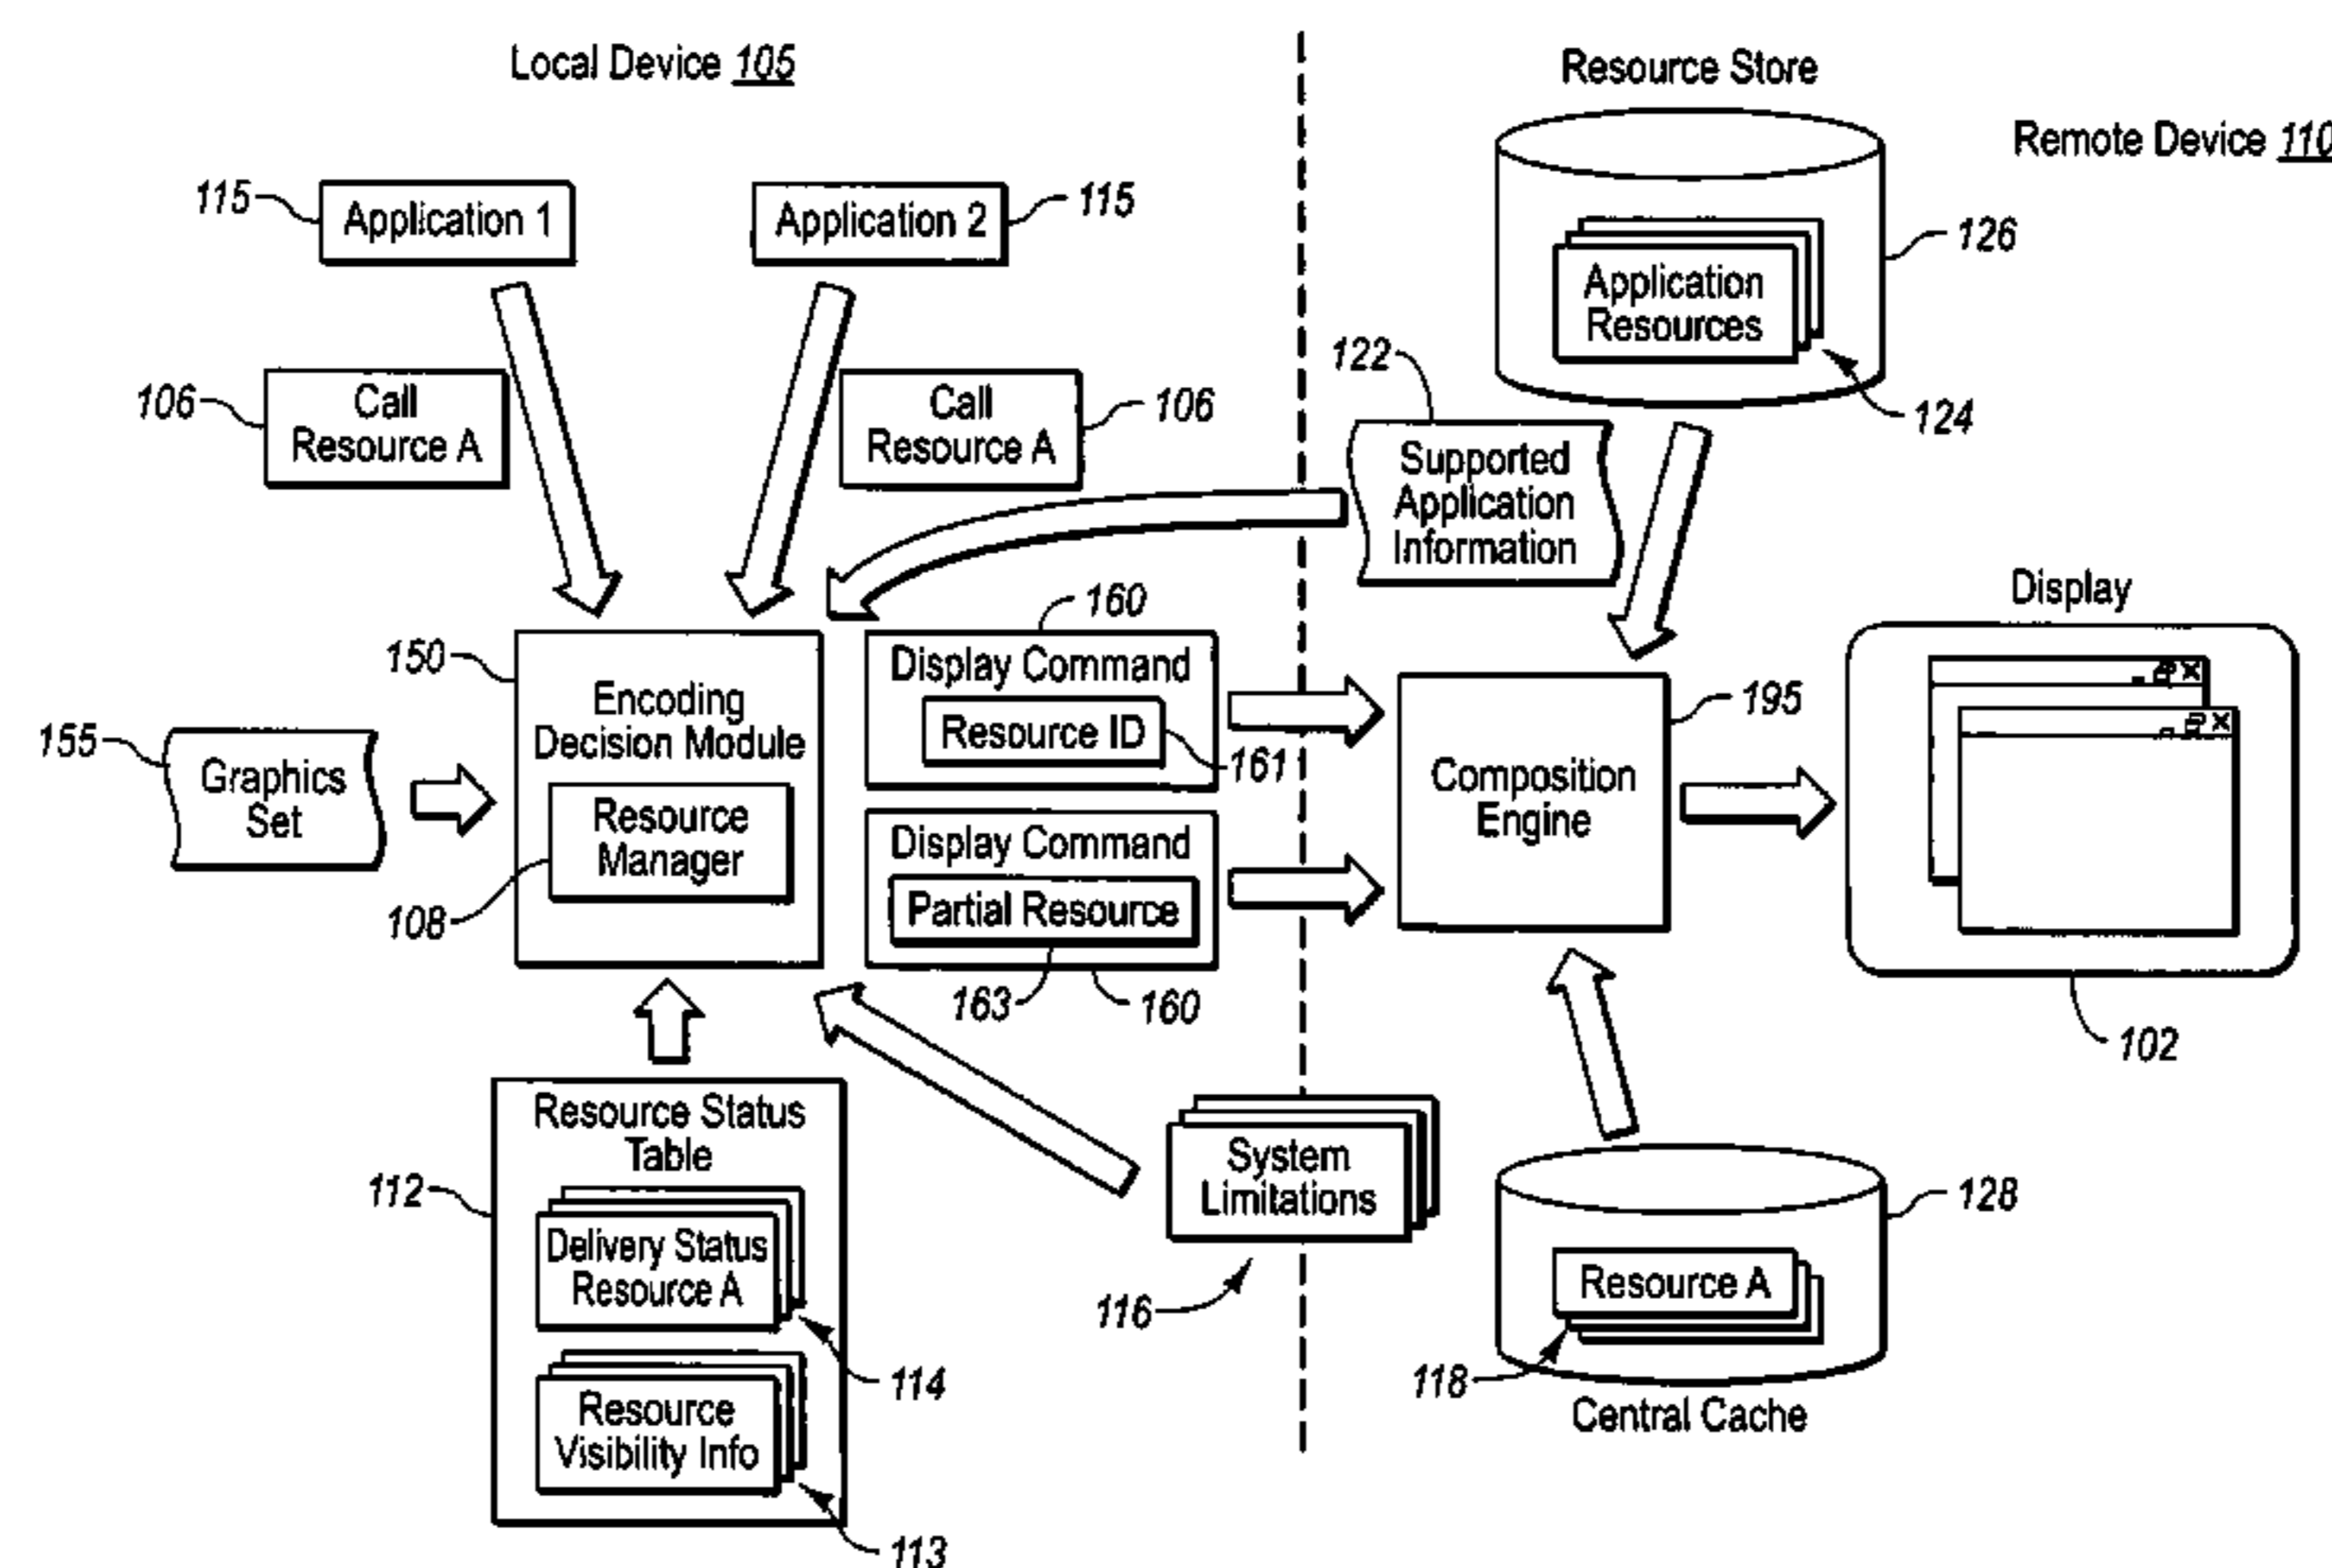 Local Device 105
Resource Store
Remote Device 110
115
Application 1
Application 2
115
126
Application
Resources
124
122
106
Call
Resource A
Call
Resource A
106
Supported
Application
Information
Display
150
160
Encoding
Decision Module
Display Command
Resource ID
161
195
155
Graphics
Set
Resource
Manager
108
Display Command
Partial Resource
163
160
Composition
Engine
102
Resource Status
Table
112
Delivery Status
Resource A
114
Resource
Visibility Info
113
System
Limitations
116
128
Resource A
118
Central Cache